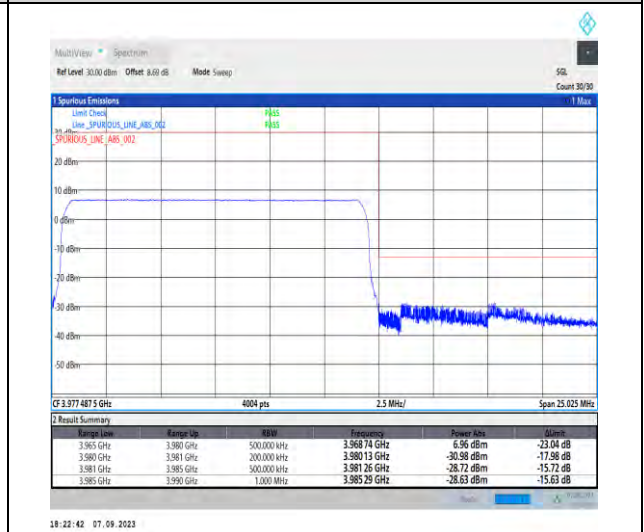 MultiView Spectrum
Ref Level 30.00 dBm Offset 8.69 dB Mode Sweep SGL
Count 30/30
1 Spurious Emissions 1 Max
Limit Check PASS
Line _SPURIOUS_LINE_ABS_002 PASS
_SPURIOUS_LINE_ABS_002
20 dBm
10 dBm
0 dBm
-10 dBm
-20 dBm
-30 dBm
-40 dBm
-50 dBm
CF 3.977 487 5 GHz 4004 pts 2.5 MHz/ Span 25.025 MHz
2 Result Summary
Range Low Range Up RBW Frequency Power Abs ΔLimit
3.965 GHz 3.980 GHz 500.000 kHz 3.968 74 GHz 6.96 dBm -23.04 dB
3.980 GHz 3.981 GHz 200.000 kHz 3.980 13 GHz -30.98 dBm -17.98 dB
3.981 GHz 3.985 GHz 500.000 kHz 3.981 26 GHz -28.72 dBm -15.72 dB
3.985 GHz 3.990 GHz 1.000 MHz 3.985 29 GHz -28.63 dBm -15.63 dB
18:22:42 07.09.2023